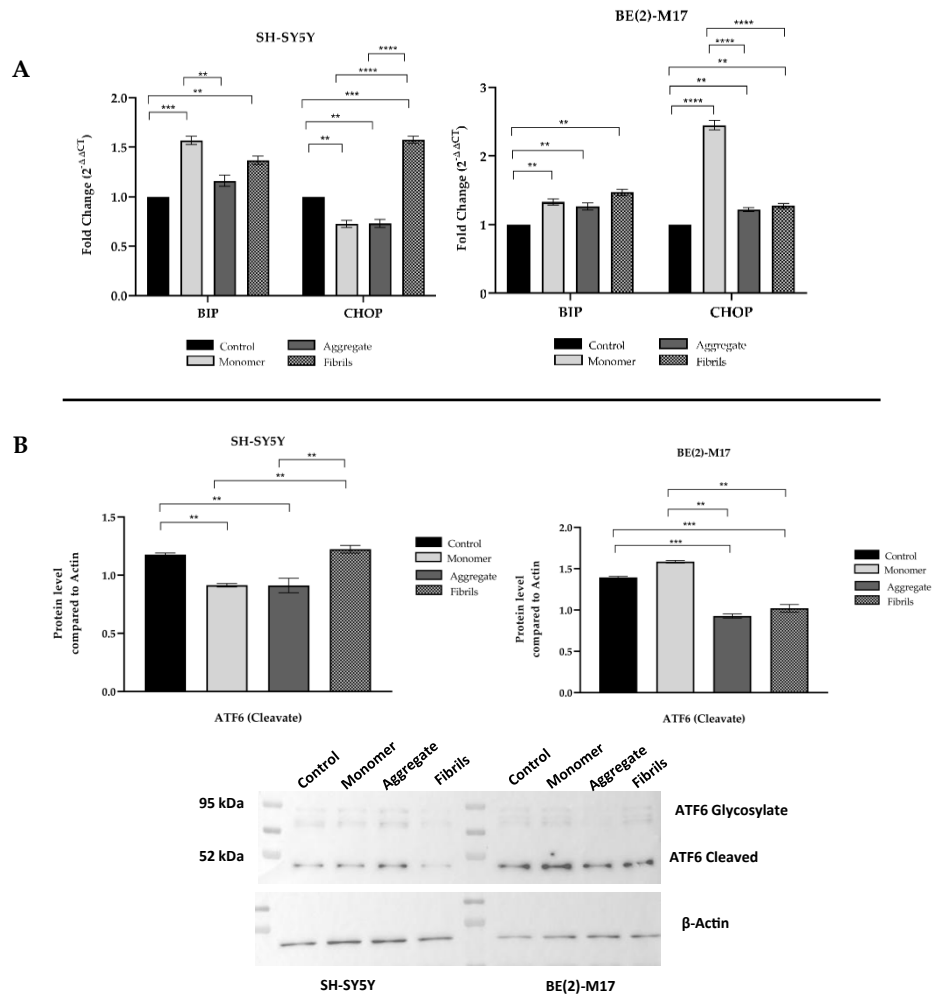 A
SH-SY5Y
****
**
****
**
***
***
**
**
Fold Change (2-ΔΔCT)
2.0
1.5
1.0
0.5
0.0
BIP
CHOP
Control
Aggregate
Monomer
Fibrils
BE(2)-M17
****
****
**
**
****
**
**
**
Fold Change (2-ΔΔCT)
3
2
1
0
BIP
CHOP
Control
Aggregate
Monomer
Fibrils
B
SH-SY5Y
**
**
**
**
Protein level
compared to Actin
1.5
1.0
0.5
0.0
ATF6 (Cleavate)
Control
Monomer
Aggregate
Fibrils
BE(2)-M17
**
**
***
***
Protein level
compared to Actin
2.0
1.5
1.0
0.5
0.0
ATF6 (Cleavate)
Control
Monomer
Aggregate
Fibrils
Control Monomer Aggregate Fibrils Control Monomer Aggregate Fibrils
95 kDa ATF6 Glycosylate
52 kDa ATF6 Cleaved
β-Actin
SH-SY5Y BE(2)-M17